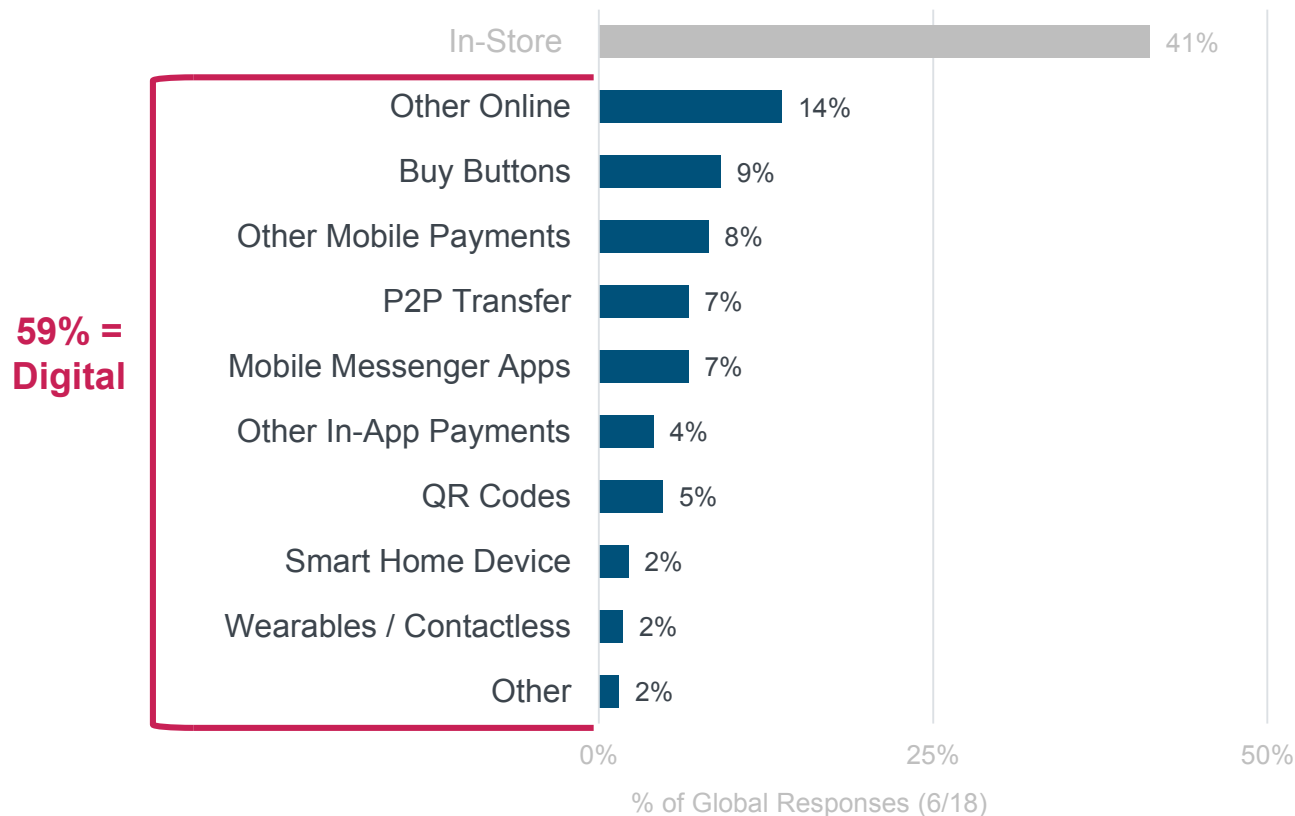 In-Store 41%
Other Online 14%
Buy Buttons 9%
Other Mobile Payments 8%
P2P Transfer 7%
59% =
Digital
Mobile Messenger Apps 7%
Other In-App Payments 4%
QR Codes 5%
Smart Home Device 2%
Wearables / Contactless 2%
Other 2%
0% 25% 50%
% of Global Responses (6/18)